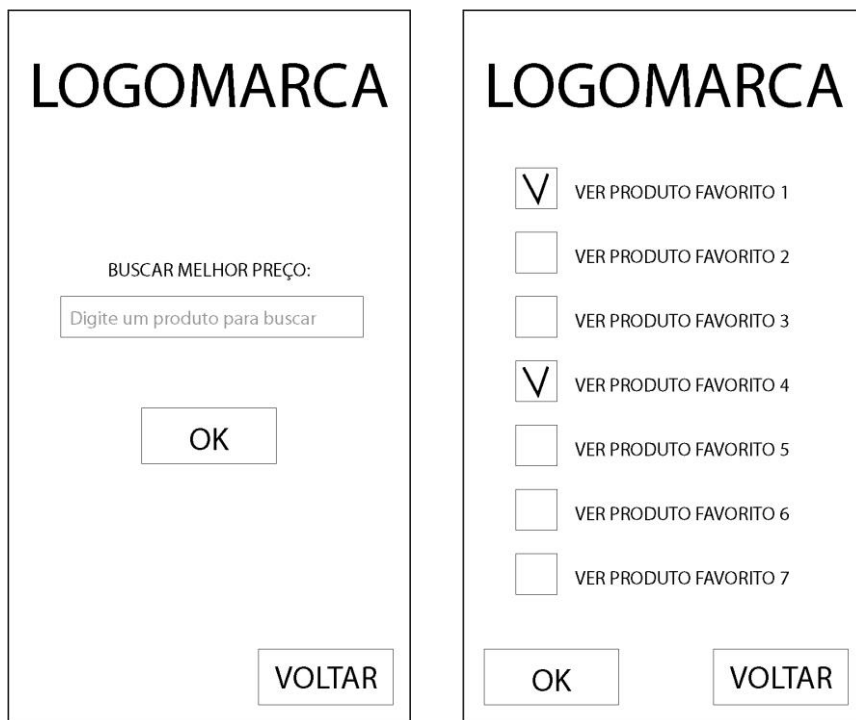 LOGOMARCA
BUSCAR MELHOR PREÇO:
Digite um produto para buscar
OK
VOLTAR
LOGOMARCA
V VER PRODUTO FAVORITO 1
VER PRODUTO FAVORITO 2
VER PRODUTO FAVORITO 3
V VER PRODUTO FAVORITO 4
VER PRODUTO FAVORITO 5
VER PRODUTO FAVORITO 6
VER PRODUTO FAVORITO 7
OK VOLTAR